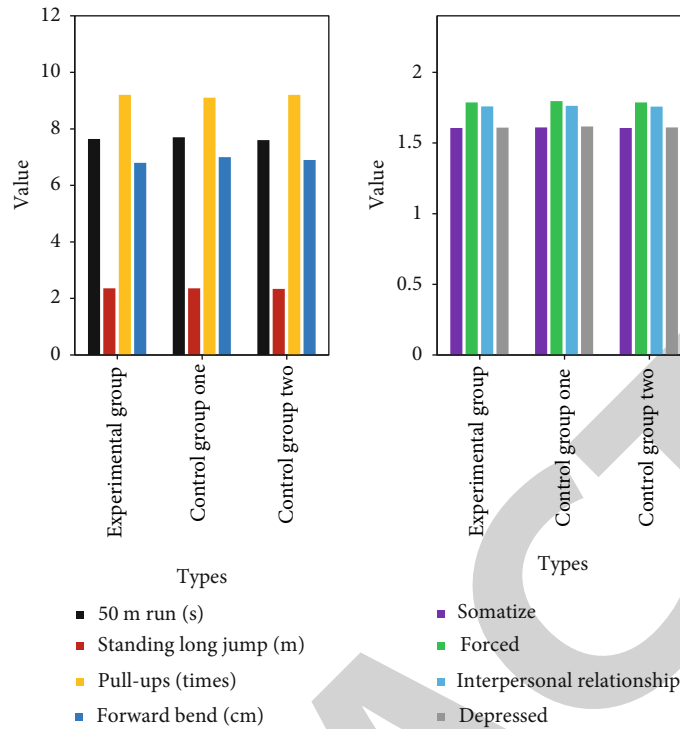 12
10
8
6
4
2
0
Value
Experimental group
Control group one
Control group two
Types
50 m run (s)
Standing long jump (m)
Pull-ups (times)
Forward bend (cm)
2
1.5
1
0.5
0
Value
Experimental group
Control group one
Control group two
Types
Somatize
Forced
Interpersonal relationship
Depressed